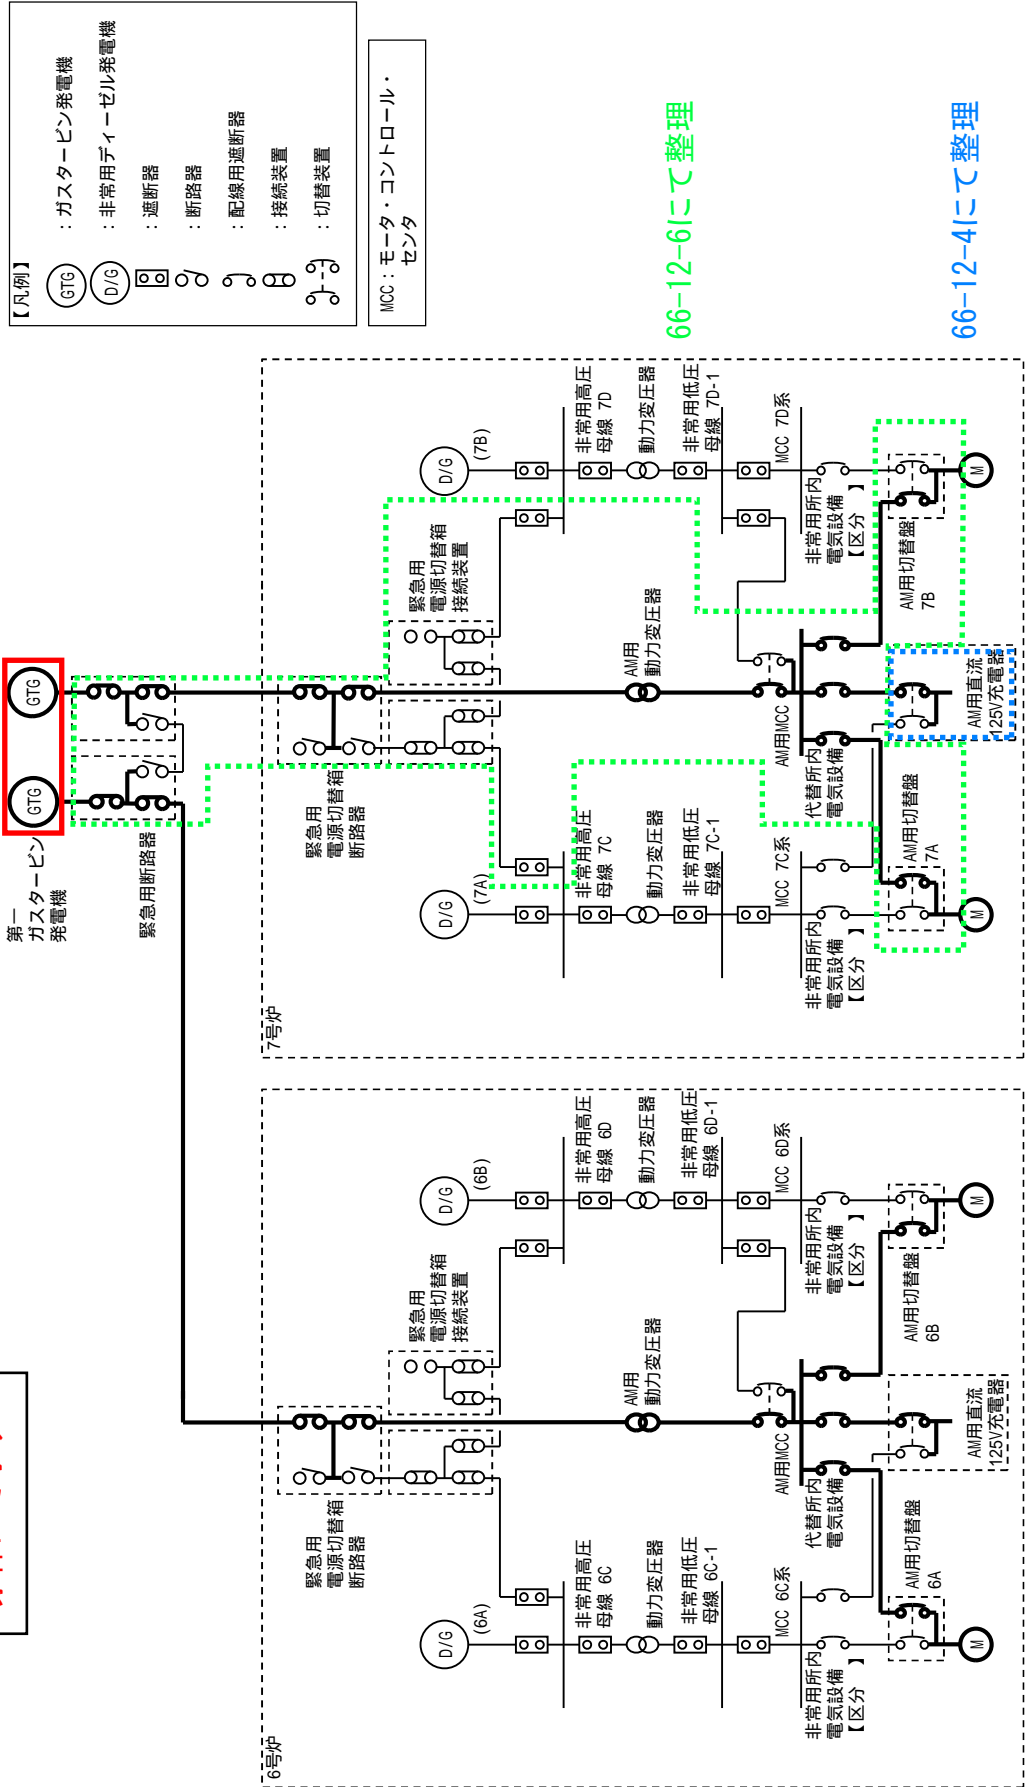 【凡例】
GTG : ガスタービン発電機
D/G : 非常用ディーゼル発電機
: 遮断器
: 断路器
: 配線用遮断器
: 接続装置
: 切替装置
MCC : モータ・コントロール・
センタ
66-12-6にて整理
66-12-4にて整理
第一
ガスタービン
発電機
GTG
GTG
緊急用断路器
7号炉
緊急用
電源切替箱
断路器
緊急用
電源切替箱
接続装置
D/G
(7A)
D/G
(7B)
非常用高圧
母線 7C
非常用高圧
母線 7D
動力変圧器
AM用
動力変圧器
動力変圧器
非常用低圧
母線 7C-1
非常用低圧
母線 7D-1
MCC 7C系
AM用MCC
MCC 7D系
非常用所内
電気設備
【区分 】
代替所内
電気設備
非常用所内
電気設備
【区分 】
AM用切替盤
7A
AM用切替盤
7B
AM用直流
125V充電器
M
M
6号炉
緊急用
電源切替箱
断路器
緊急用
電源切替箱
接続装置
D/G
(6A)
D/G
(6B)
非常用高圧
母線 6C
非常用高圧
母線 6D
動力変圧器
AM用
動力変圧器
動力変圧器
非常用低圧
母線 6C-1
非常用低圧
母線 6D-1
MCC 6C系
AM用MCC
MCC 6D系
非常用所内
電気設備
【区分 】
代替所内
電気設備
非常用所内
電気設備
【区分 】
AM用切替盤
6A
AM用切替盤
6B
AM用直流
125V充電器
M
M